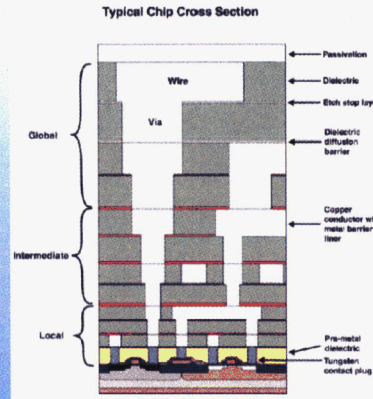 Typical Chip Cross Section
Passivation
Wire
Dielectric
Etch stop lay
Via
Global
Dielectric
diffusion
barrier
Copper
conductor wi
metal barrier
liner
Intermediate
Local
Pre-metal
dielectric
Tungsten
contact plug